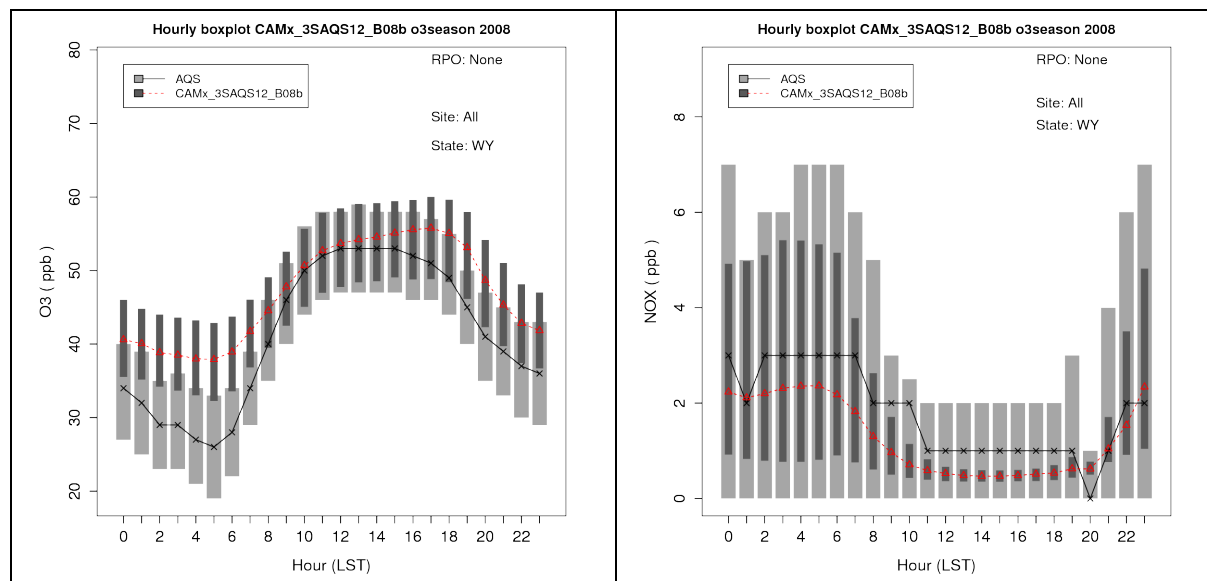 Hourly boxplot CAMx_3SAQS12_B08b o3season 2008
RPO: None
AQS
CAMx_3SAQS12_B08b
Site: All
State: WY
O3 ( ppb )
80
70
60
50
40
30
20
0 2 4 6 8 10 12 14 16 18 20 22
Hour (LST)
Hourly boxplot CAMx_3SAQS12_B08b o3season 2008
RPO: None
AQS
CAMx_3SAQS12_B08b
Site: All
State: WY
NOX ( ppb )
8
6
4
2
0
0 2 4 6 8 10 12 14 16 18 20 22
Hour (LST)